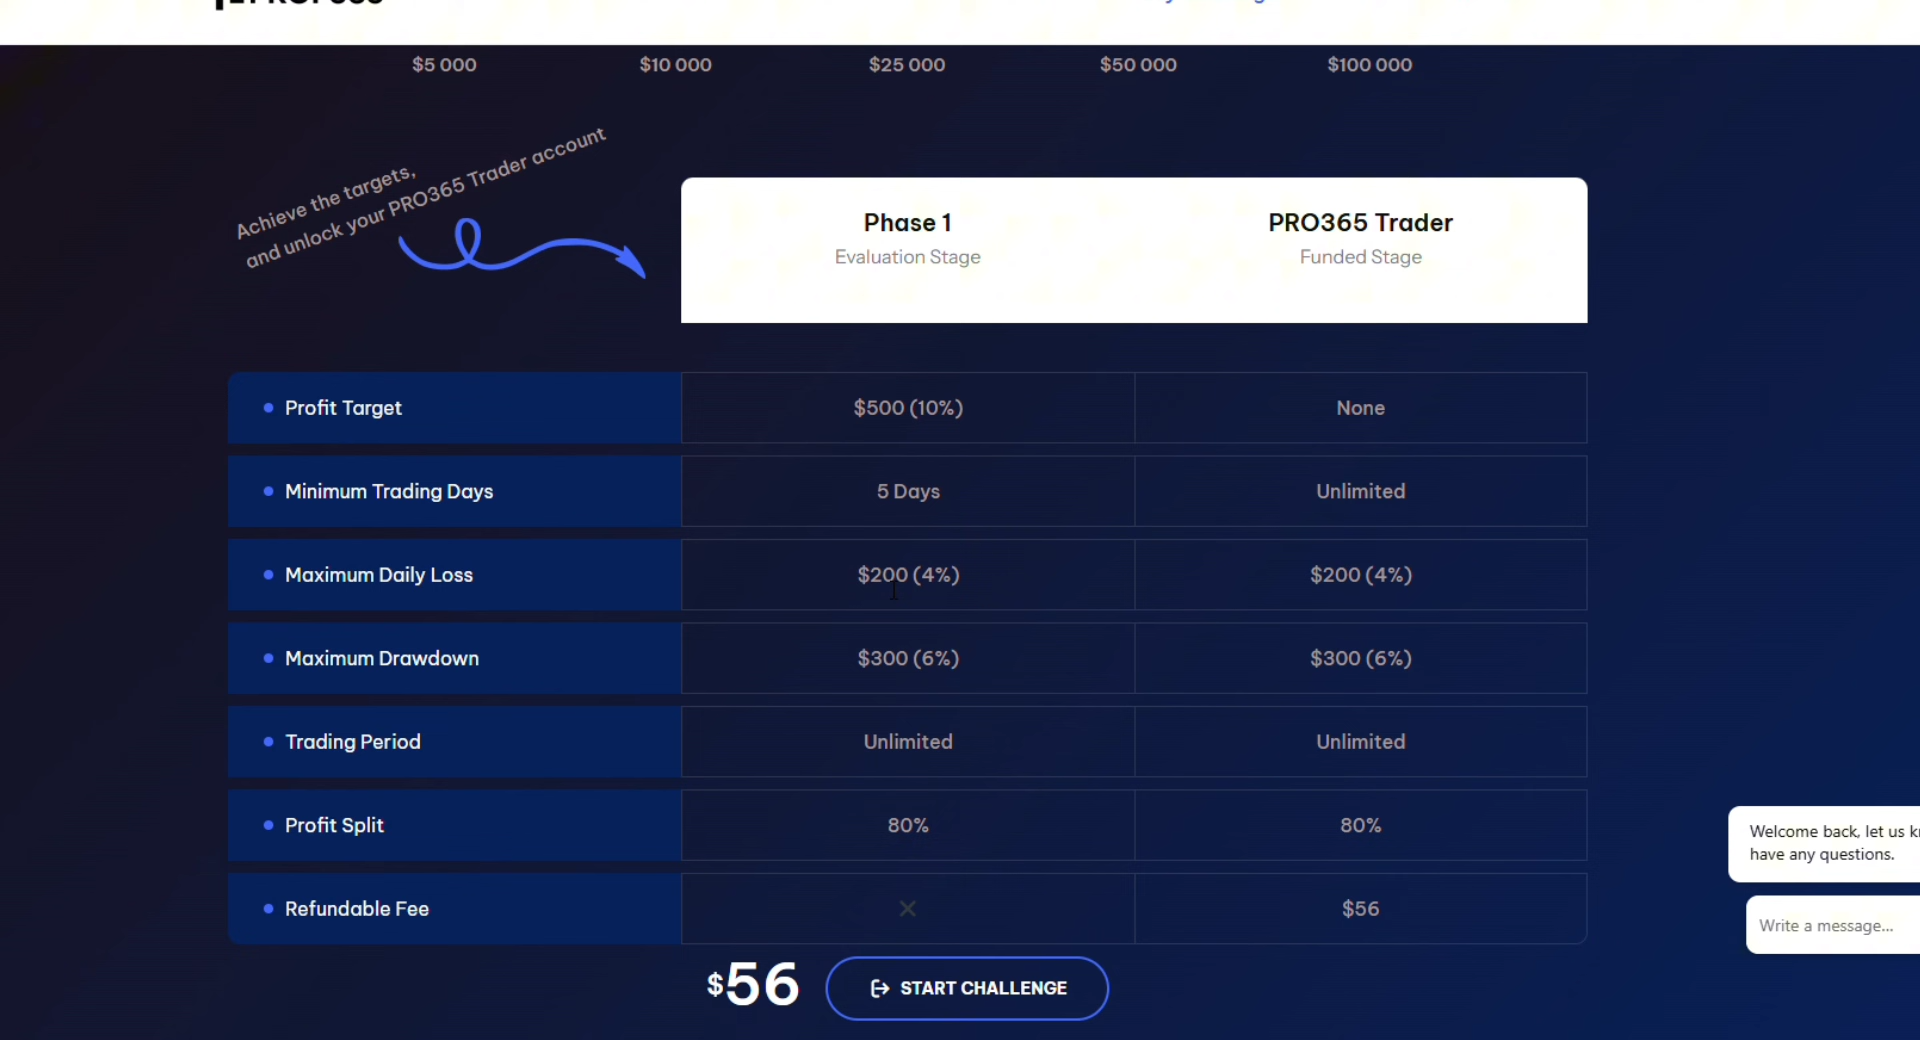 $5 000 $10 000 $25 000 $50 000 $100 000
Achieve the targets,
and unlock your PRO365 Trader account
Phase 1 PRO365 Trader
Evaluation Stage Funded Stage
Profit Target $500 (10%) None
Minimum Trading Days 5 Days Unlimited
Maximum Daily Loss $200 (4%) $200 (4%)
Maximum Drawdown $300 (6%) $300 (6%)
Trading Period Unlimited Unlimited
Profit Split 80% 80%
Refundable Fee $56
$56 START CHALLENGE
Welcome back, let us
have any questions.
Write a message...